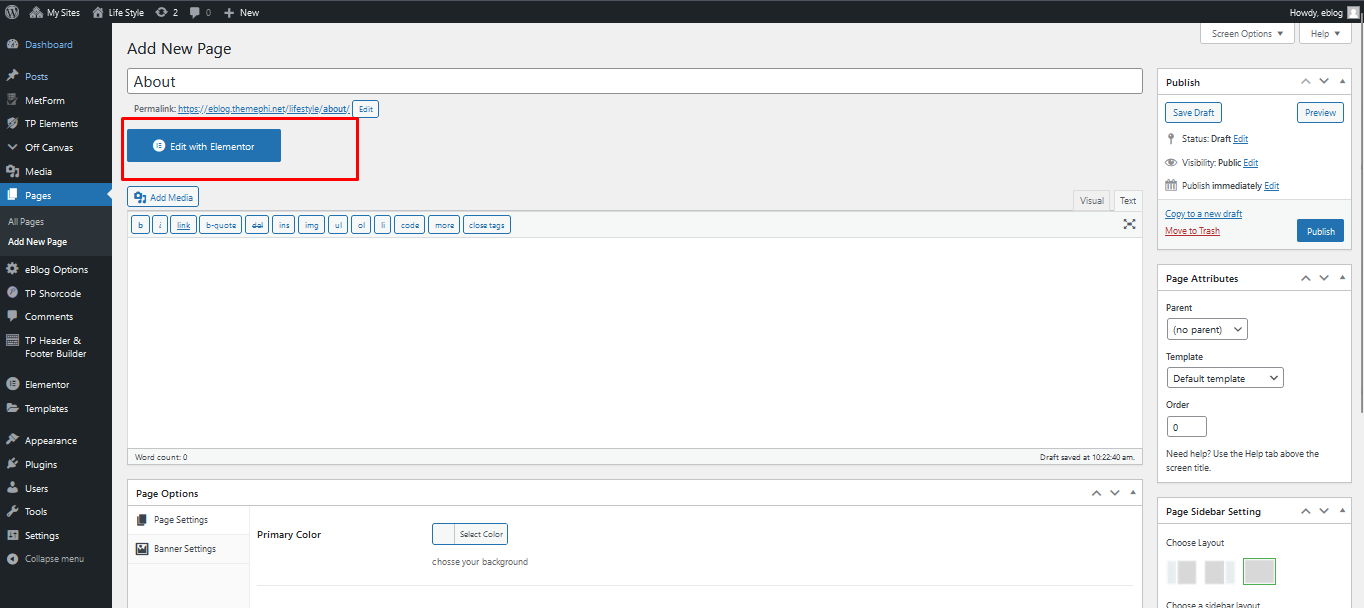 My Sites
Life Style
2
0
New
Howdy, eblog
Dashboard
Posts
MetForm
TP Elements
Off Canvas
Media
Pages
All Pages
Add New Page
eBlog Options
TP Shorcode
Comments
TP Header &
Footer Builder
Elementor
Templates
Appearance
Plugins
Users
Tools
Settings
Collapse menu
Screen Options
Help
Add New Page
About
Permalink: https://eblog.themephi.net/lifestyle/about/ Edit
Edit with Elementor
Add Media
Visual
Text
b
i
link
b-quote
del
ins
img
ul
ol
li
code
more
close tags
Word count: 0
Draft saved at 10:22:40 am.
Page Options
Page Settings
Banner Settings
Primary Color
Select Color
chosse your background
Publish
Save Draft
Preview
Status: Draft Edit
Visibility: Public Edit
Publish immediately Edit
Copy to a new draft
Move to Trash
Publish
Page Attributes
Parent
(no parent)
Template
Default template
Order
0
Need help? Use the Help tab above the
screen title.
Page Sidebar Setting
Choose Layout
Choose a sidebar layout